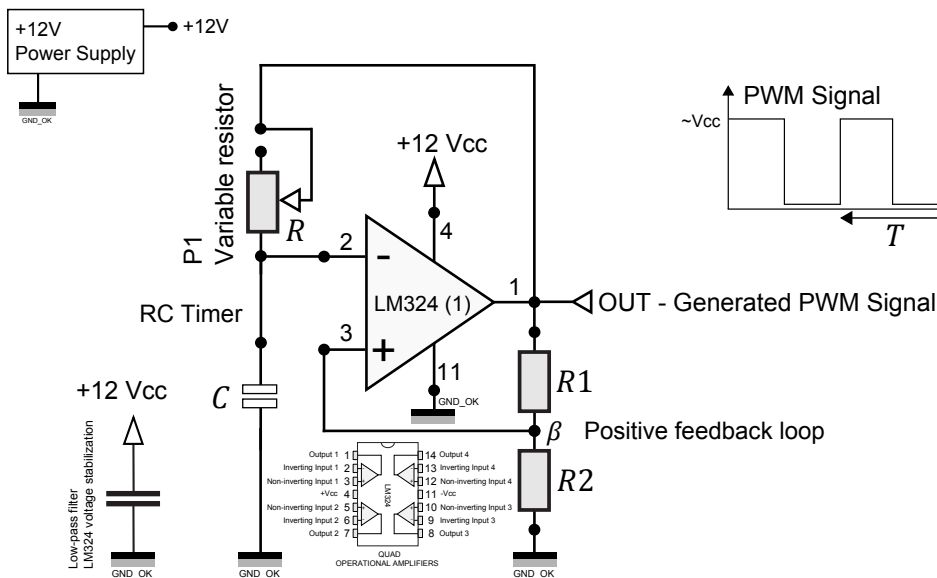 +12V
Power Supply
+12V
GND_OK
P1
Variable resistor
R
RC Timer
C
+12 Vcc
4
2
-
LM324 (1)
3
+
11
GND_OK
1
OUT - Generated PWM Signal
PWM Signal
~Vcc
T
R1
β Positive feedback loop
R2
GND_OK
GND_OK
+12 Vcc
Low-pass filter
LM324 voltage stabilization
GND_OK
Output 1 1
Inverting Input 1 2
Non-inverting Input 1 3
+Vcc 4
Non-inverting Input 2 5
Inverting Input 2 6
Output 2 7
LM324
14 Output 4
13 Inverting Input 4
12 Non-inverting Input 4
11 -Vcc
10 Non-inverting Input 3
9 Inverting Input 3
8 Output 3
QUAD
OPERATIONAL AMPLIFIERS